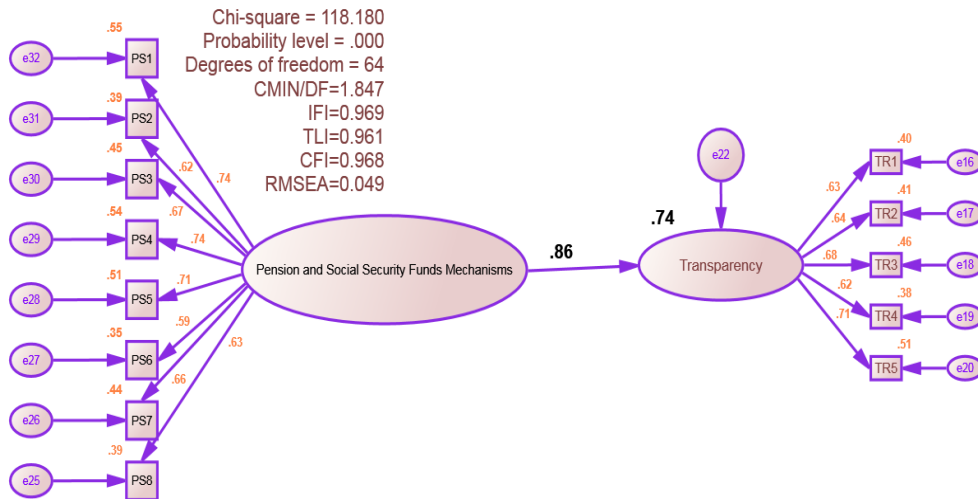 Chi-square = 118.180
Probability level = .000
Degrees of freedom = 64
CMIN/DF=1.847
IFI=0.969
TLI=0.961
CFI=0.968
RMSEA=0.049
.55
e32
PS1
.39
e31
PS2
.45
e30
PS3
.54
e29
PS4
.51
e28
PS5
.35
e27
PS6
.44
e26
PS7
.39
e25
PS8
.74
.62
.67
.74
.71
.59
.66
.63
Pension and Social Security Funds Mechanisms
.86
e22
.74
Transparency
.63
.64
.68
.62
.71
.40
TR1
e16
.41
TR2
e17
.46
TR3
e18
.38
TR4
e19
.51
TR5
e20